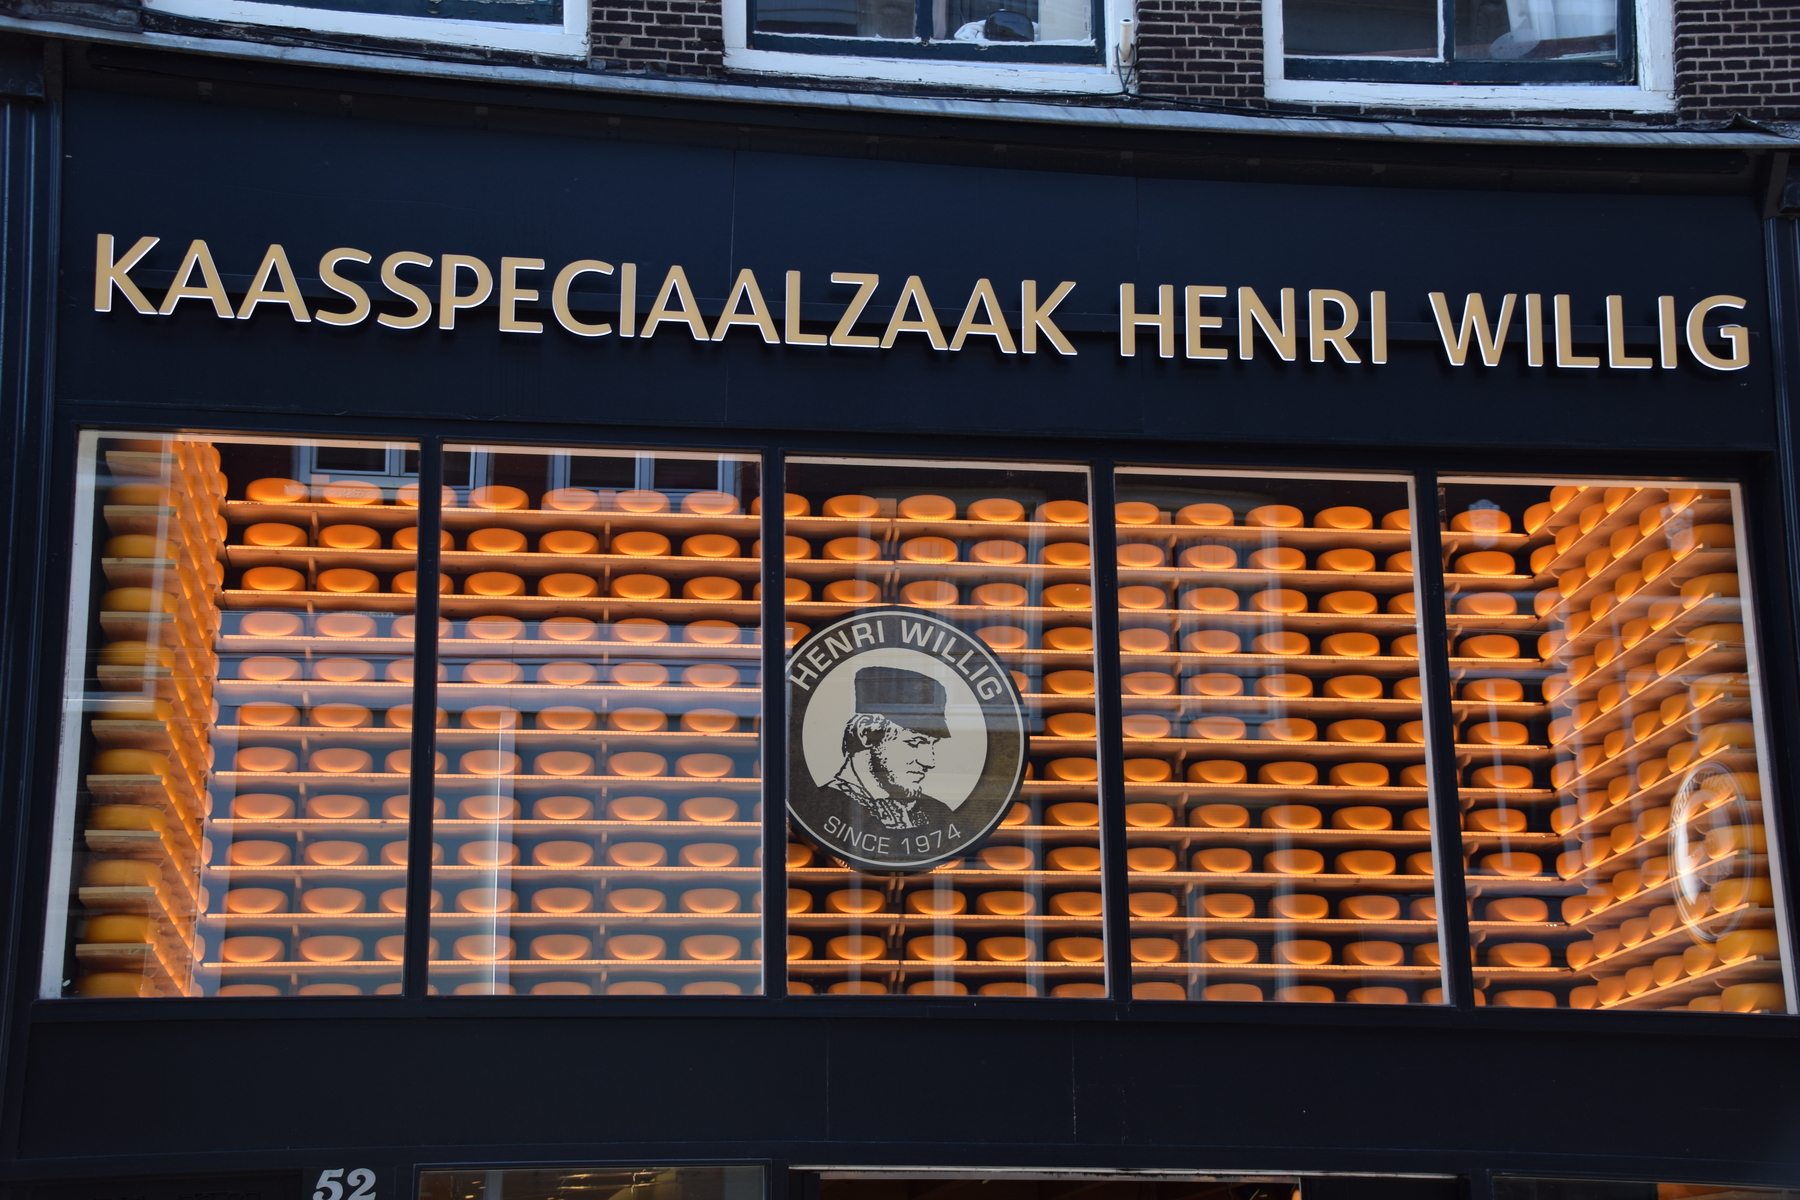 KAASSPECIAALZAAK HENRI WILLIG
HENRI WILLIG
SINCE 1974
52